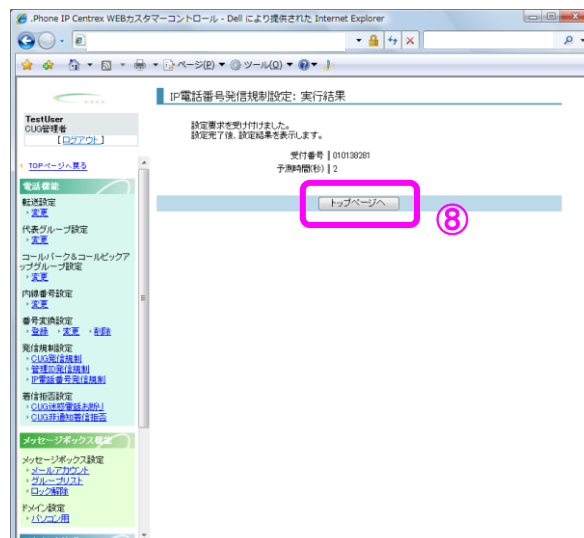 .Phone IP Centrex WEBカスタマーコントロール - Dell により提供された Internet Explorer
ページ(P) ツール(O)
IP電話番号発信規制設定: 実行結果
TestUser
CUG管理者
[ログアウト]
設定要求を受け付けました。
設定完了後、設定結果を表示します。
受付番号 | 010138281
予測時間(秒) | 2
トップページへ
⑧
TOPページへ戻る
電話機能
転送設定
変更
代表グループ設定
変更
コールパーク&コールピックア
ップグループ設定
変更
内線番号設定
変更
番号変換設定
登録 変更 削除
発信規制設定
CUG発信規制
管理ID発信規制
IP電話番号発信規制
着信拒否設定
CUG迷惑電話お断り
CUG非通知着信拒否
メッセージボックス機能
メッセージボックス設定
メールアカウント
グループリスト
ロック解除
ドメイン設定
パソコン用